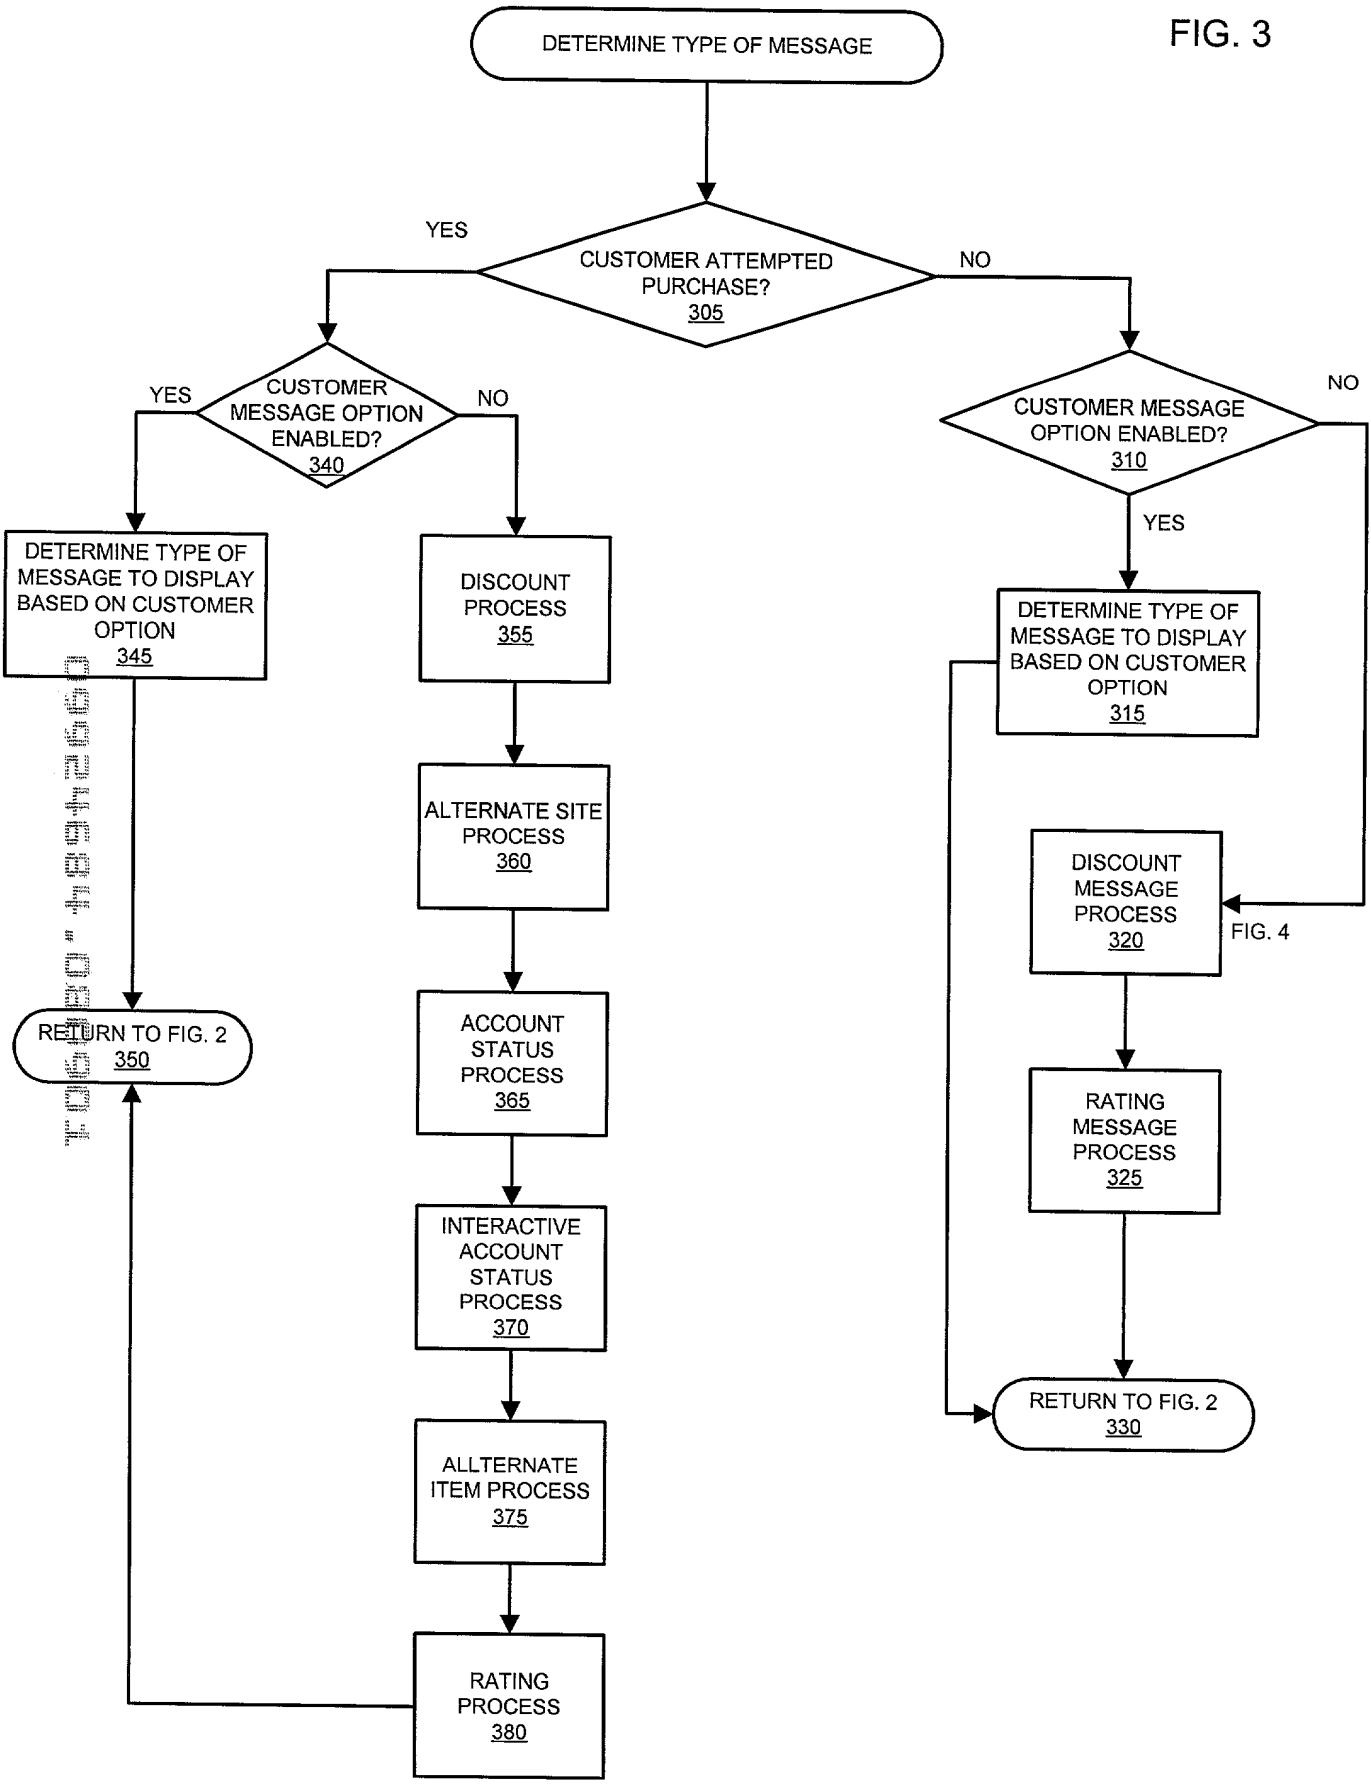 FIG. 3
DETERMINE TYPE OF MESSAGE
YES
CUSTOMER ATTEMPTED
PURCHASE?
305
NO
YES
CUSTOMER
MESSAGE OPTION
ENABLED?
340
NO
CUSTOMER MESSAGE
OPTION ENABLED?
310
NO
YES
DETERMINE TYPE OF
MESSAGE TO DISPLAY
BASED ON CUSTOMER
OPTION
345
DISCOUNT
PROCESS
355
DETERMINE TYPE OF
MESSAGE TO DISPLAY
BASED ON CUSTOMER
OPTION
315
ALTERNATE SITE
PROCESS
360
DISCOUNT
MESSAGE
PROCESS
320
FIG. 4
RETURN TO FIG. 2
350
ACCOUNT
STATUS
PROCESS
365
RATING
MESSAGE
PROCESS
325
INTERACTIVE
ACCOUNT
STATUS
PROCESS
370
RETURN TO FIG. 2
330
ALLTERNATE
ITEM PROCESS
375
RATING
PROCESS
380